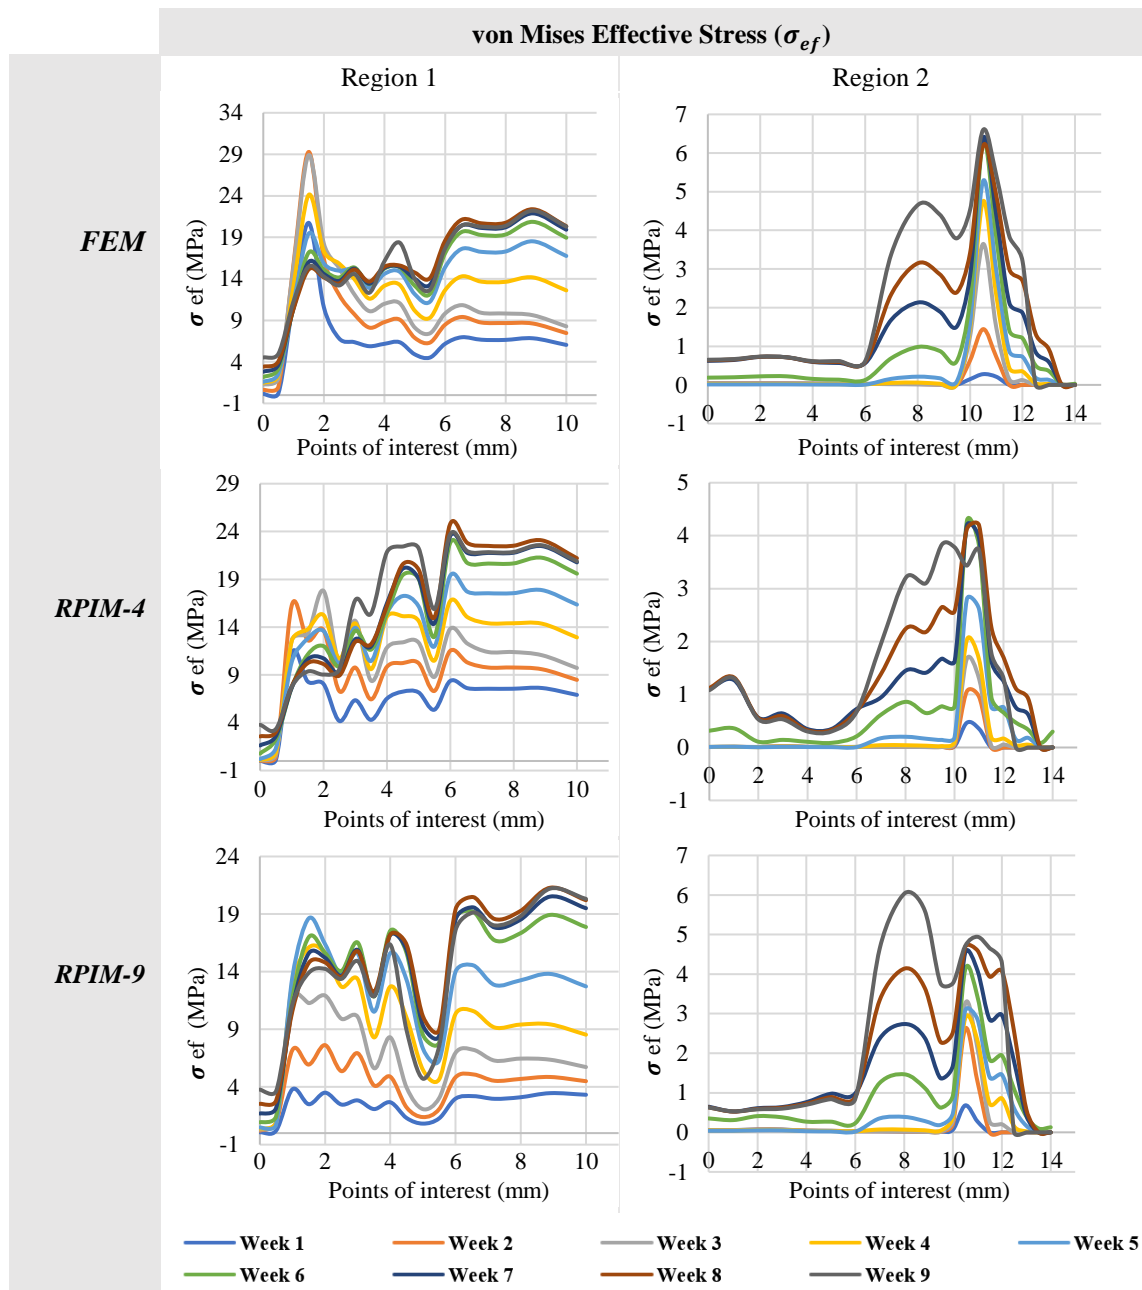 von Mises Effective Stress (σ_ef)
Region 1
Region 2
FEM
σ ef (MPa)
34
29
24
19
14
9
4
-1
0 2 4 6 8 10
Points of interest (mm)
σ ef (MPa)
7
6
5
4
3
2
1
0
-1
0 2 4 6 8 10 12 14
Points of interest (mm)
RPIM-4
σ ef (MPa)
29
24
19
14
9
4
-1
0 2 4 6 8 10
Points of interest (mm)
σ ef (MPa)
5
4
3
2
1
0
-1
0 2 4 6 8 10 12 14
Points of interest (mm)
RPIM-9
σ ef (MPa)
24
19
14
9
4
-1
0 2 4 6 8 10
Points of interest (mm)
σ ef (MPa)
7
6
5
4
3
2
1
0
-1
0 2 4 6 8 10 12 14
Points of interest (mm)
Week 1 Week 2 Week 3 Week 4 Week 5
Week 6 Week 7 Week 8 Week 9